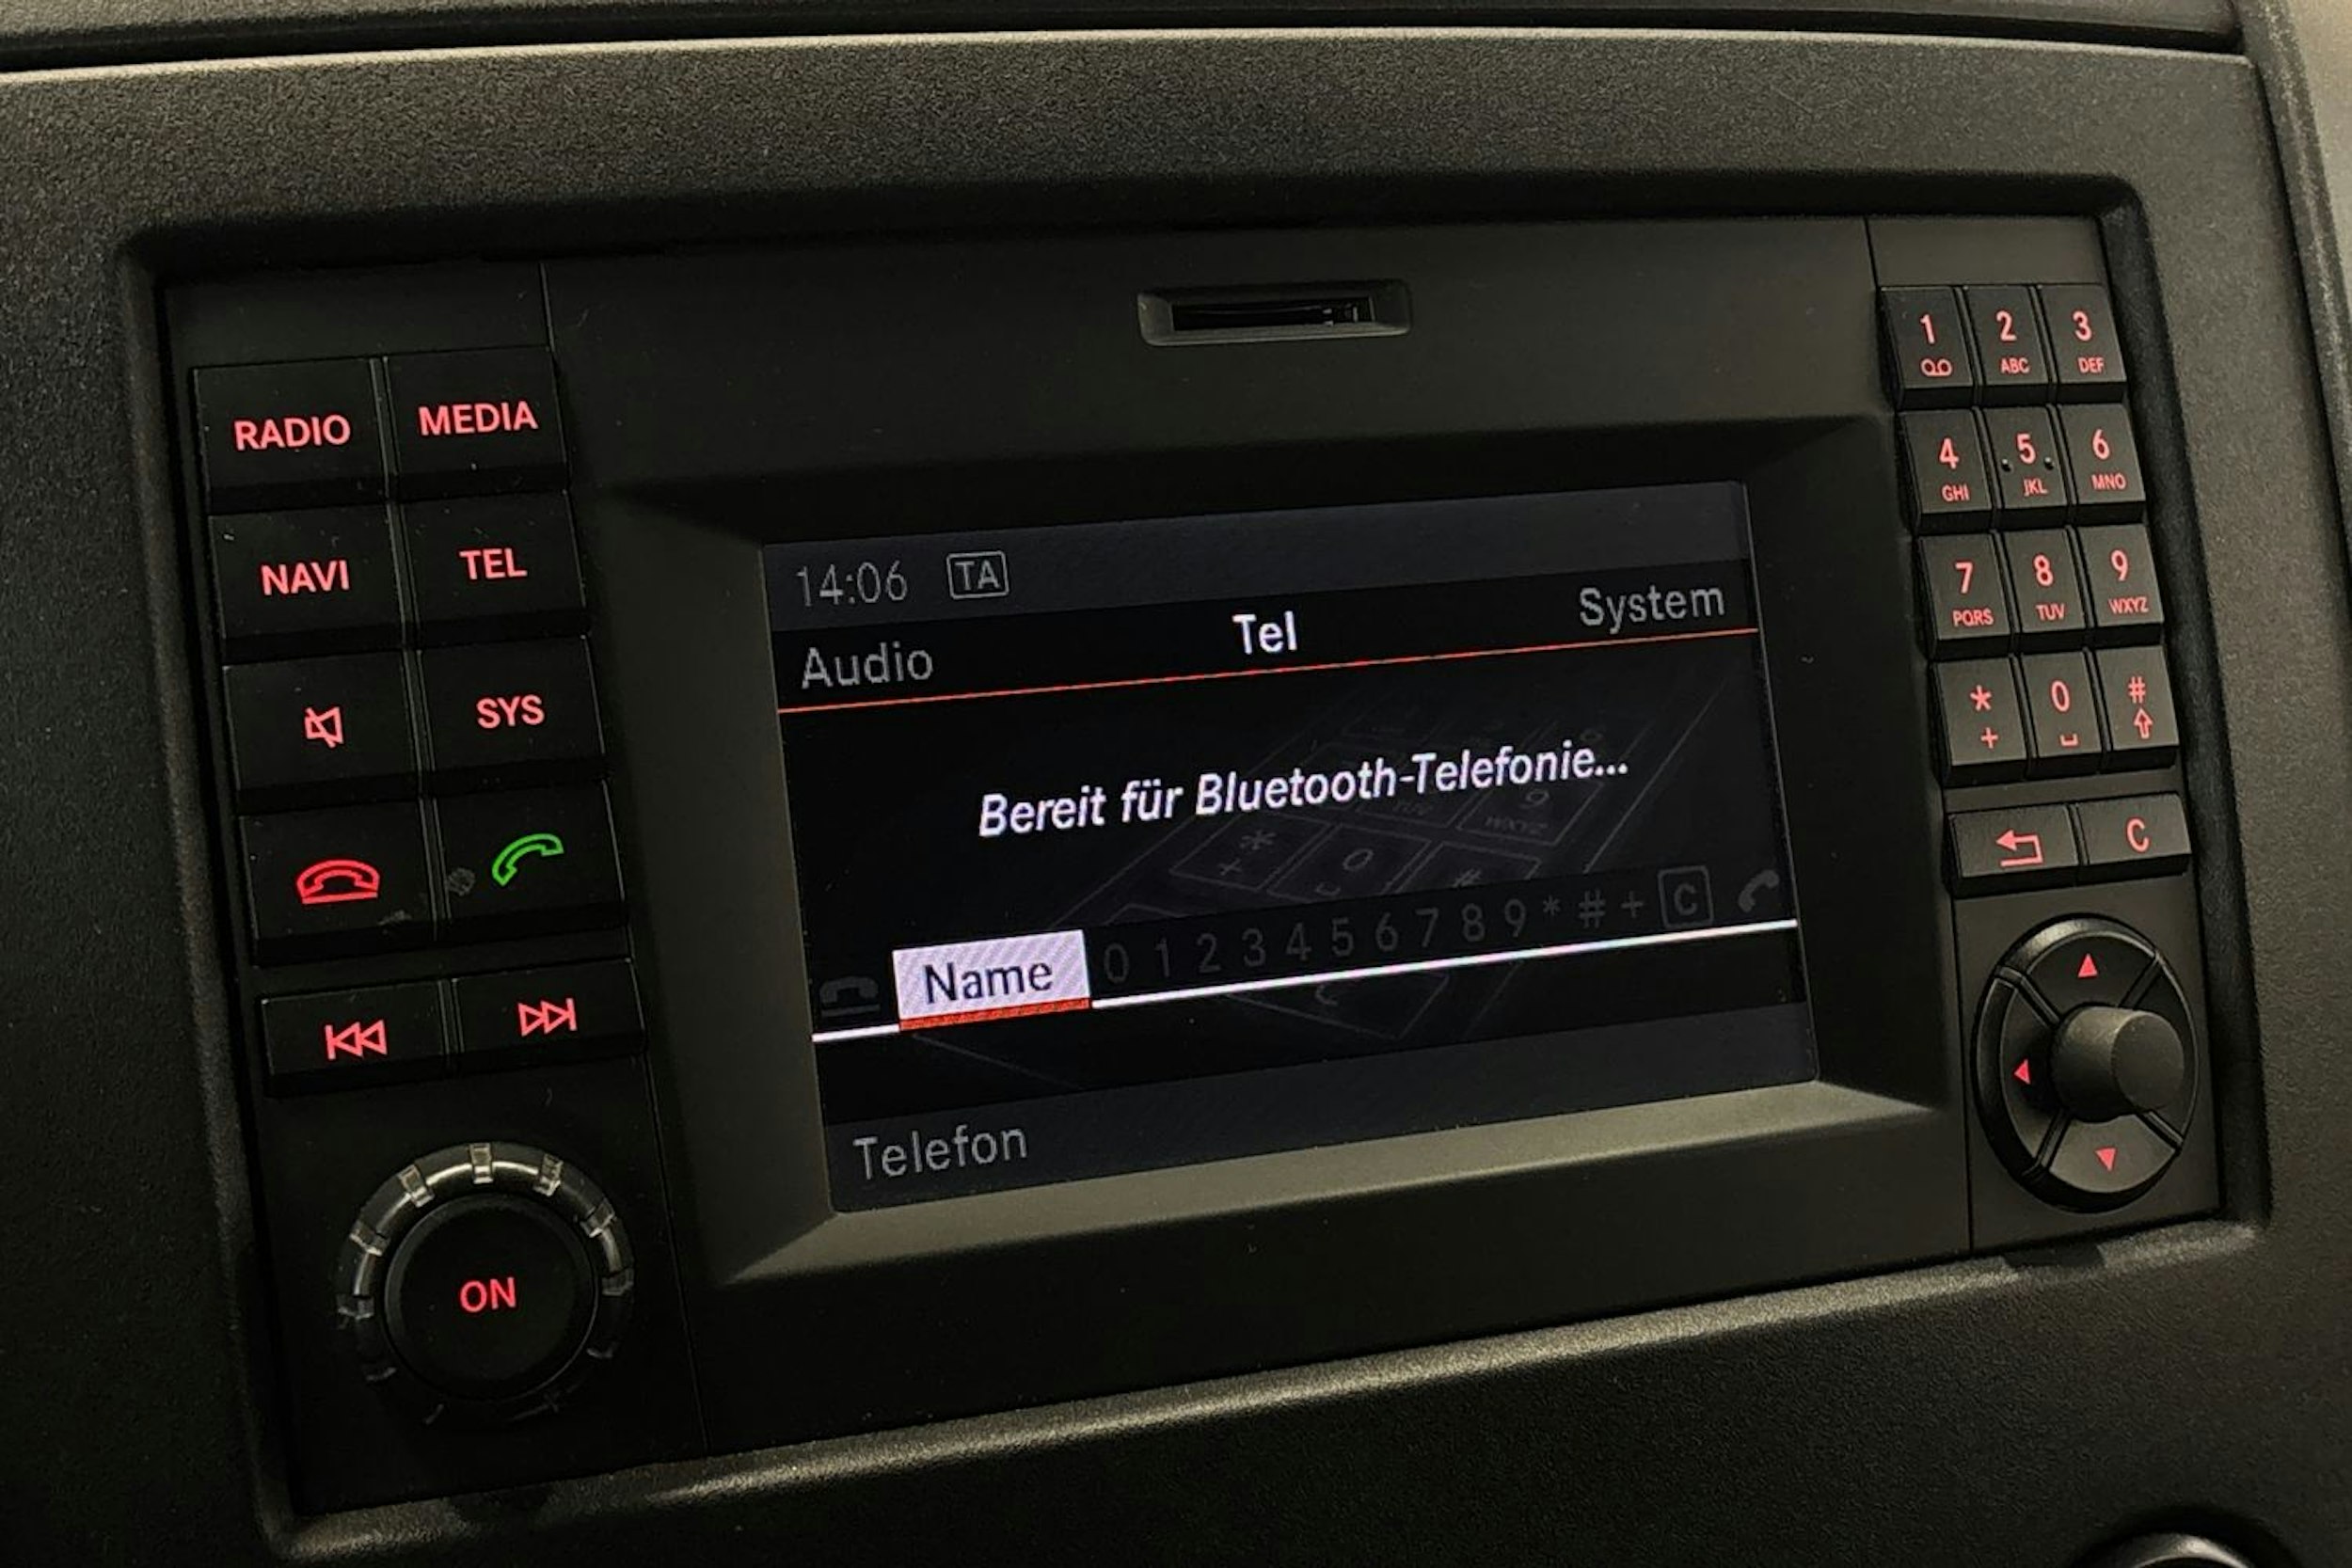 RADIO MEDIA
NAVI TEL
SYS
ON
14:06 TA
Audio Tel System
Bereit für Bluetooth-Telefonie...
Name 0 1 2 3 4 5 6 7 8 9 * # + C
Telefon
1 2 3
ABC DEF
4 5 6
GHI JKL MNO
7 8 9
PQRS TUV WXYZ
* 0 #
+
C